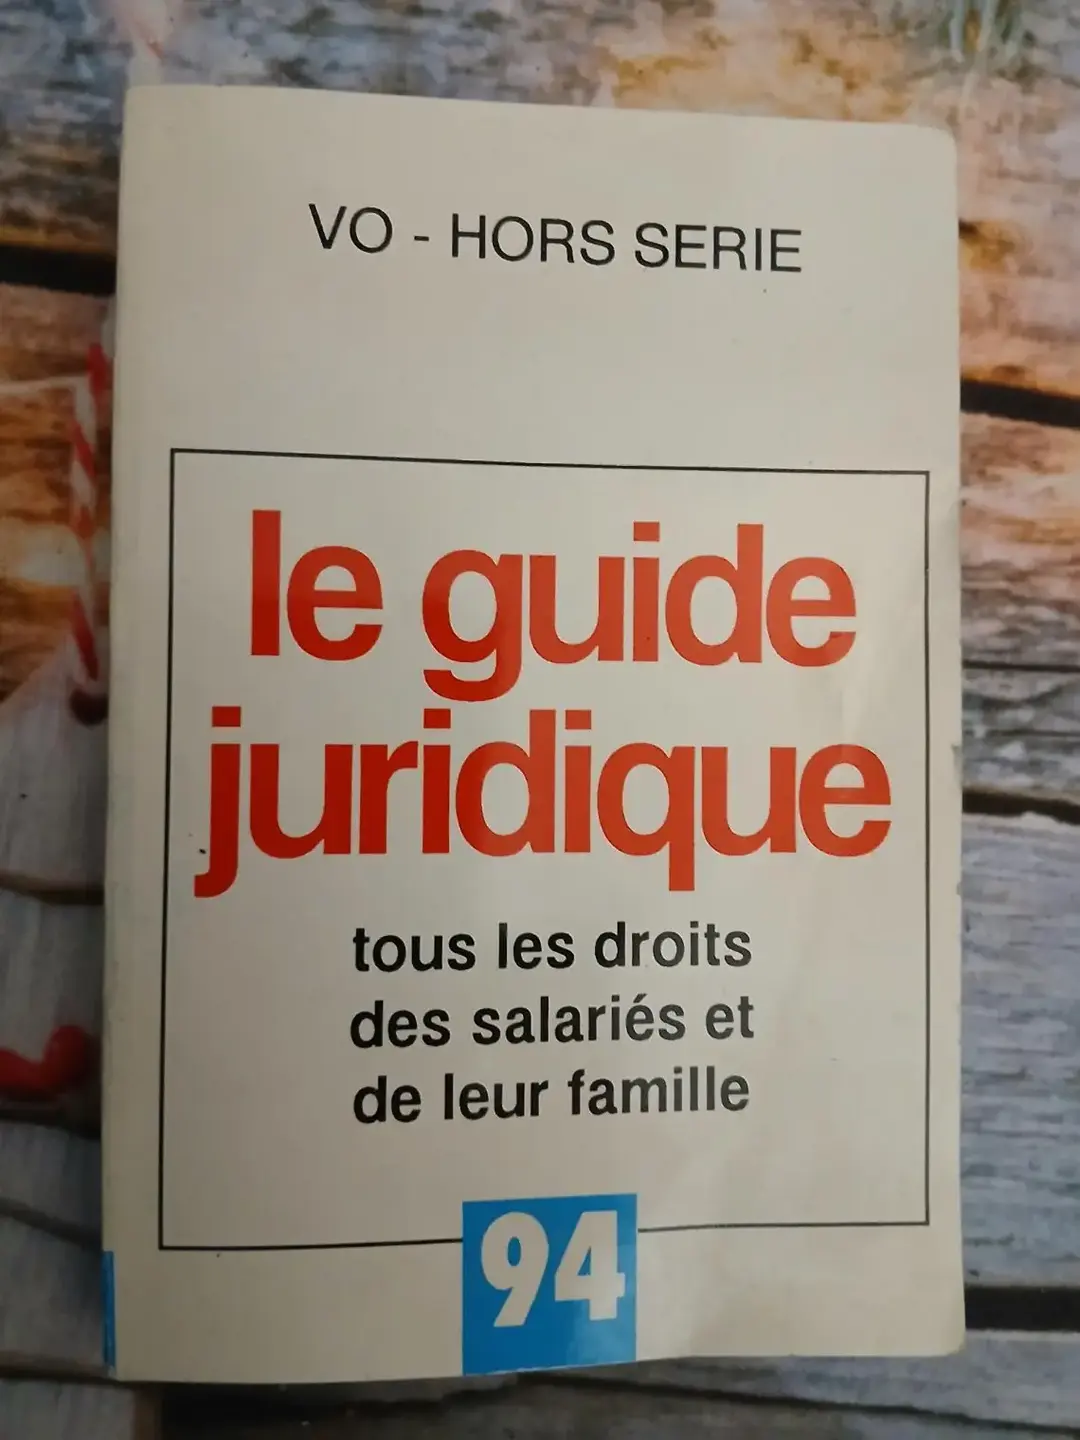 VO - HORS SERIE
le guide
juridique
tous les droits
des salariés et
de leur famille
94